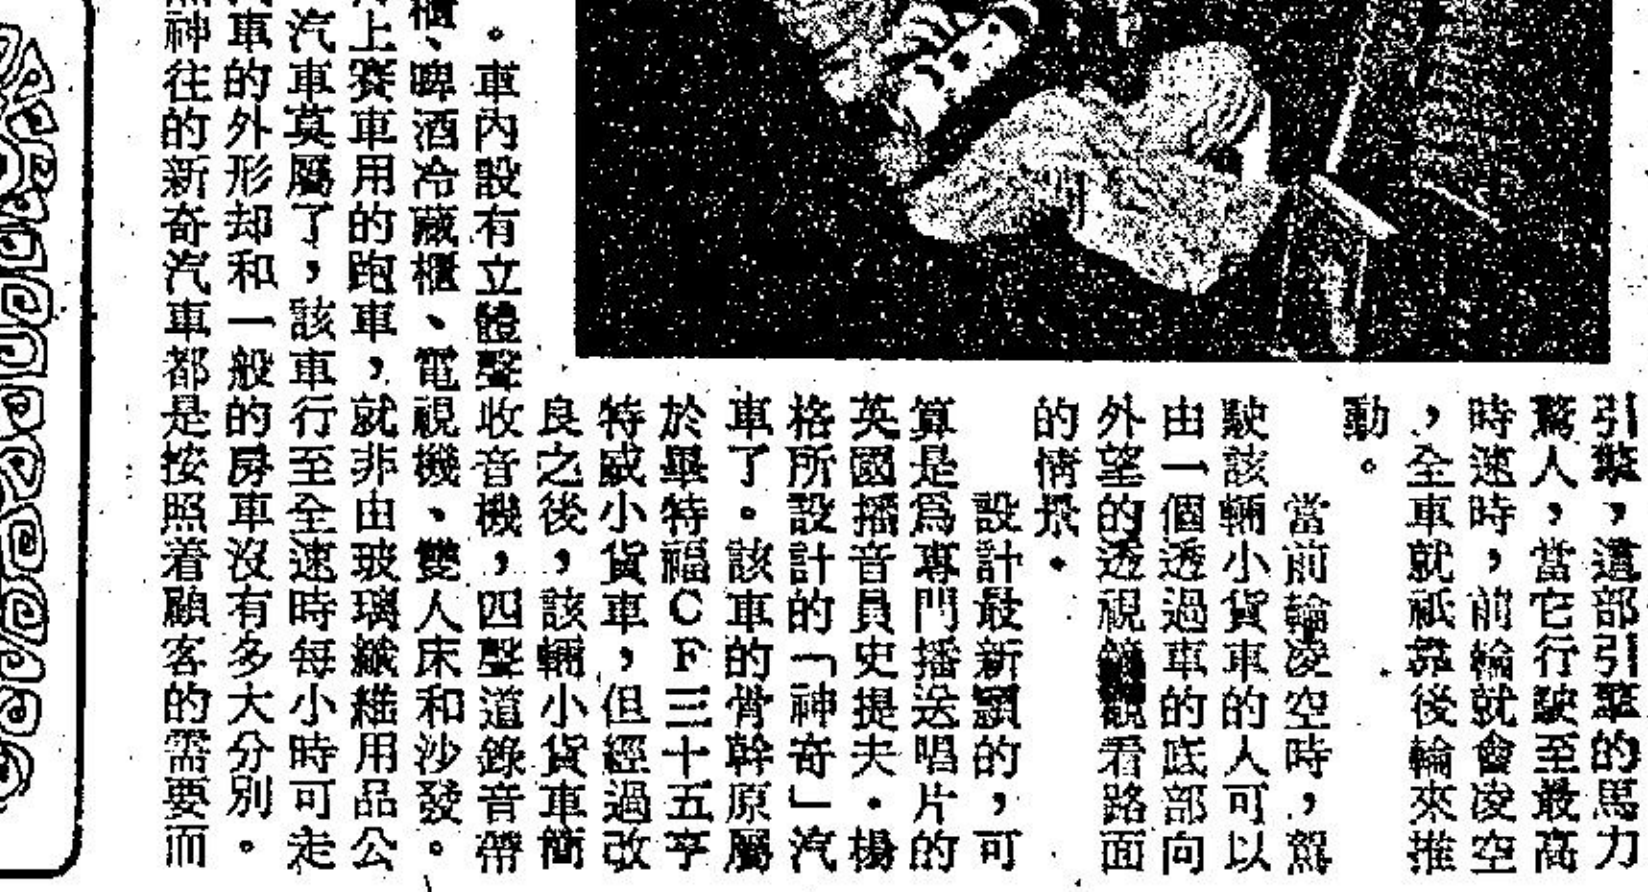 引擎，這部引擎的馬力
驚人，當它行駛至最高
時速時，前輪就會凌空
，全車就祇靠後輪來推
動。
當前輪凌空時，駕
駛該輛小貨車的人可以
由一個透過車的底部向
外望的透視鏡觀看路面
的情景。
設計最新穎的，可
算是爲專門播送唱片的
英國播音員史提夫·楊
格所設計的「神奇」汽
車了。該車的骨幹原屬
於畢特福CF三十五亨
特威小貨車，但經過改
良之後，該輛小貨車簡
。車內設有立體聲收音機，四聲道錄音帶
櫃、啤酒冷藏櫃、電視機、雙人床和沙發。
上賽車用的跑車，就非由玻璃纖維用品公
汽車莫屬了，該車行至全速時每小時可走
車的外形却和一般的房車沒有多大分別。
神往的新奇汽車都是按照着顧客的需要而